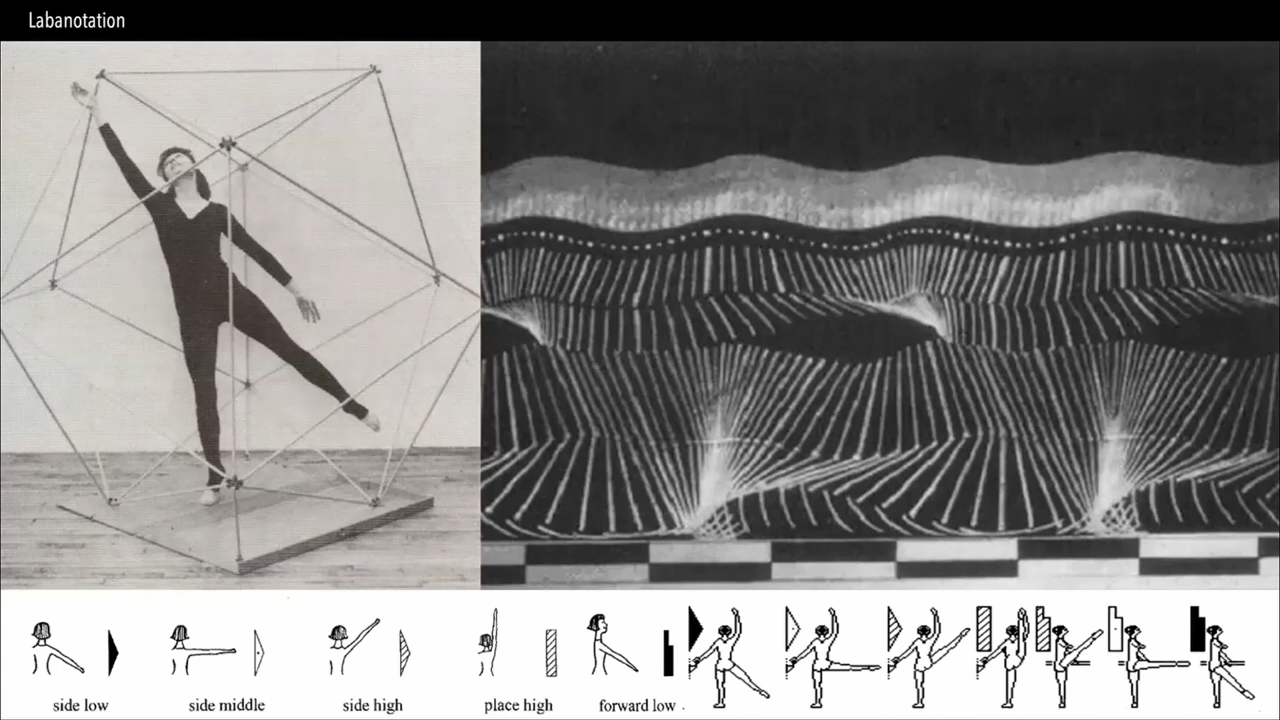 Labanotation
side low
side middle
side high
place high
forward low